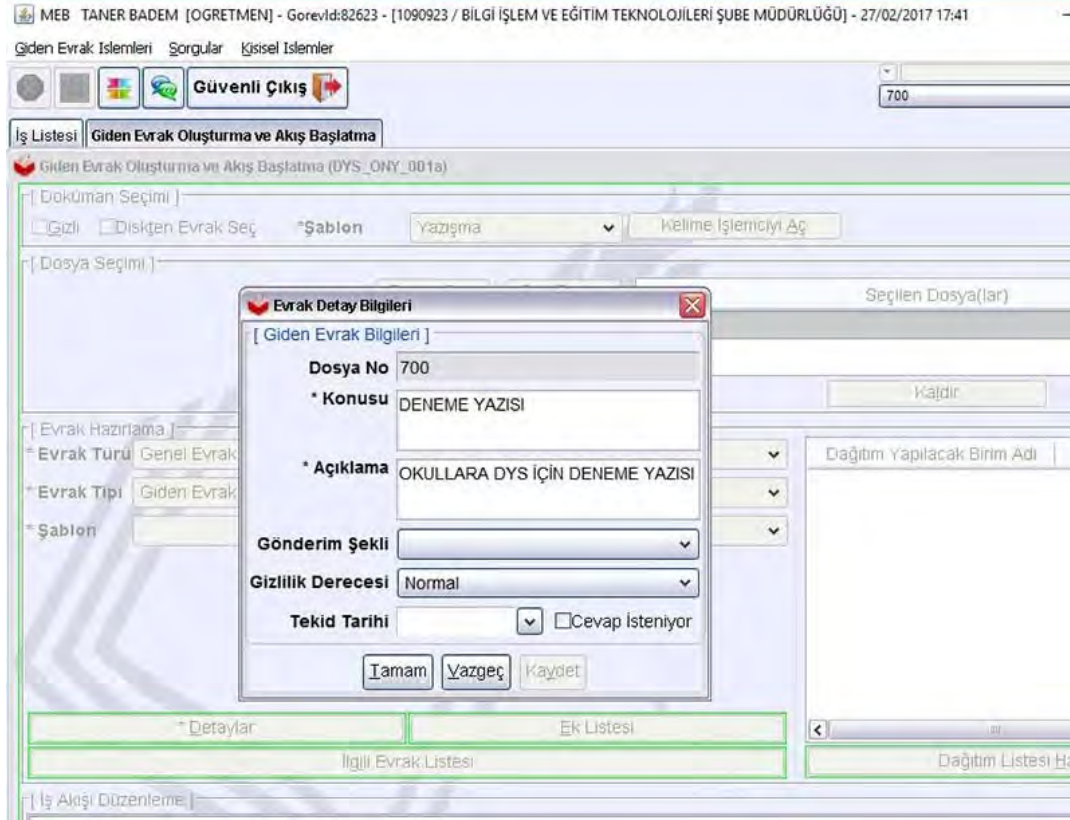 MEB TANER BADEM [OGRETMEN] - GorevId:82623 - [1090923 / BİLGİ İŞLEM VE EĞİTİM TEKNOLOJİLERİ ŞUBE MÜDÜRLÜĞÜ] - 27/02/2017 17:41
Giden Evrak Islemleri Sorgular Kisisel Islemler
Güvenli Çıkış
700
İş Listesi Giden Evrak Oluşturma ve Akış Başlatma
Giden Evrak Oluşturma ve Akış Başlatma (DYS_ONY_001a)
[ Doküman Seçimi ]
Gizli Diskten Evrak Seç *Şablon Yazışma Kelime İşlemciyi Aç
[ Dosya Seçimi ]
Seçilen Dosya(lar)
Evrak Detay Bilgileri
[ Giden Evrak Bilgileri ]
Dosya No 700
* Konusu DENEME YAZISI
Kaldır
[ Evrak Hazırlama ]
* Evrak Türü Genel Evrak
Dağıtım Yapılacak Birim Adı
* Açıklama OKULLARA DYS İÇİN DENEME YAZISI
* Evrak Tipi Giden Evrak
* Şablon
Gönderim Şekli
Gizlilik Derecesi Normal
Tekid Tarihi Cevap İsteniyor
Tamam Vazgeç Kaydet
* Detaylar Ek Listesi
İlgili Evrak Listesi Dağıtım Listesi
[ İş Akışı Düzenleme ]